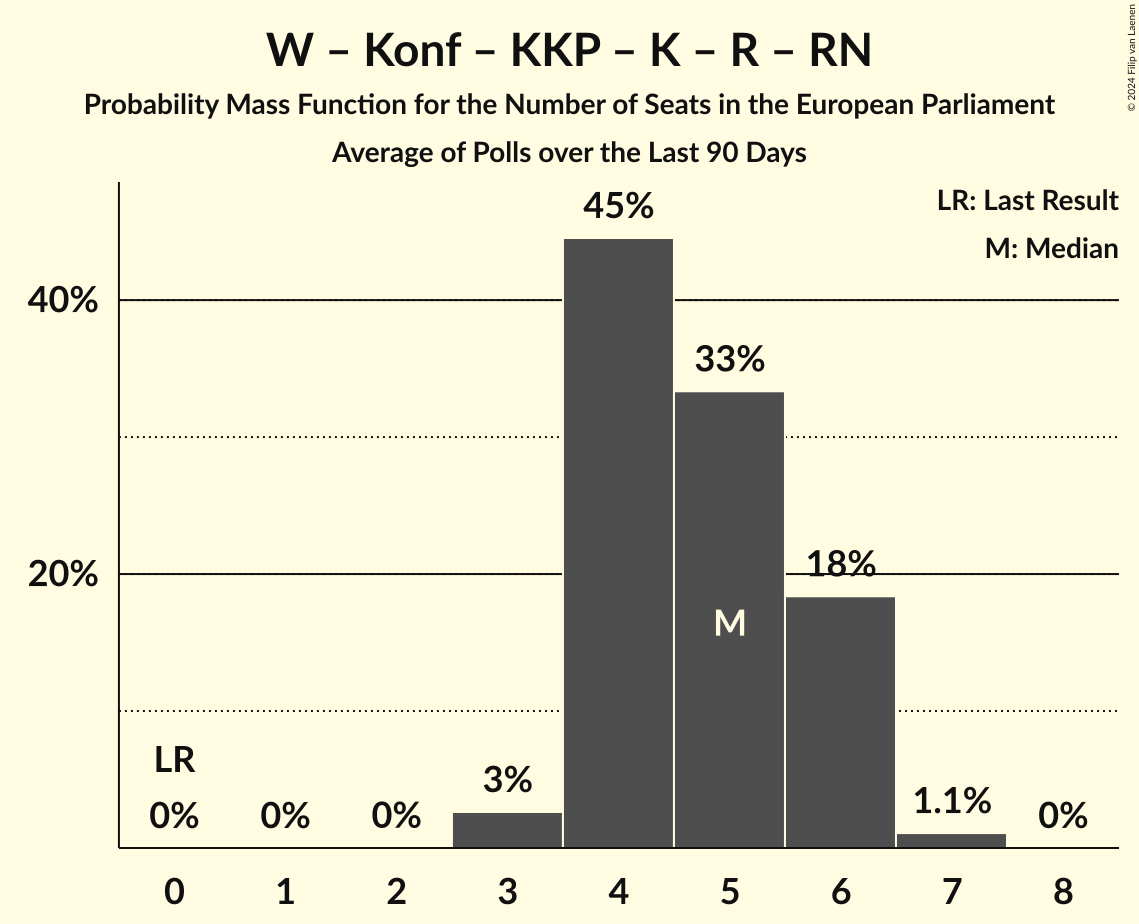 W – Konf – KKP – K – R – RN
Probability Mass Function for the Number of Seats in the European Parliament
Average of Polls over the Last 90 Days
© 2024 Filip van Laenen
LR: Last Result
M: Median
45%
40%
33%
20%
18%
M
LR
3%
1.1%
0%
0%
0%
0%
0 1 2 3 4 5 6 7 8